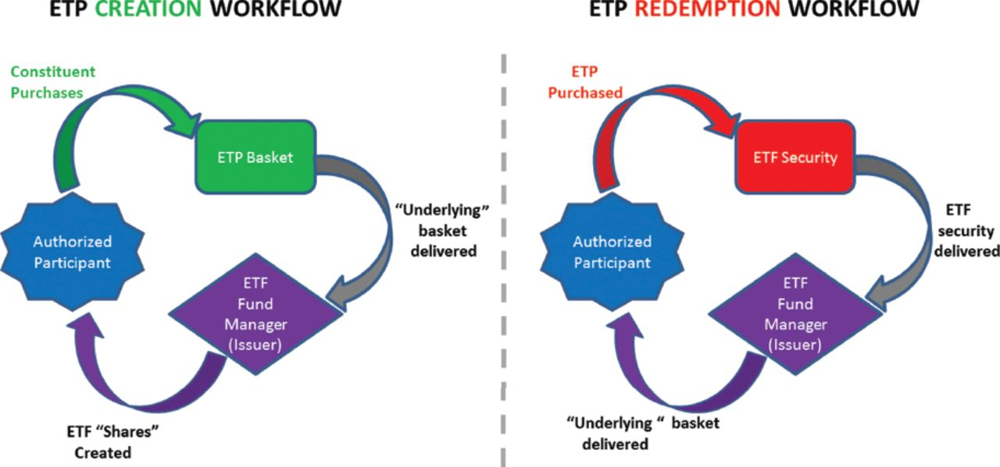 ETP CREATION WORKFLOW
Constituent
Purchases
ETP Basket
"Underlying"
basket
delivered
Authorized
Participant
ETF
Fund
Manager
(Issuer)
ETF “Shares”
Created
ETP REDEMPTION WORKFLOW
ETP
Purchased
ETF Security
ETF
security
delivered
Authorized
Participant
ETF
Fund
Manager
(Issuer)
“Underlying “ basket
delivered